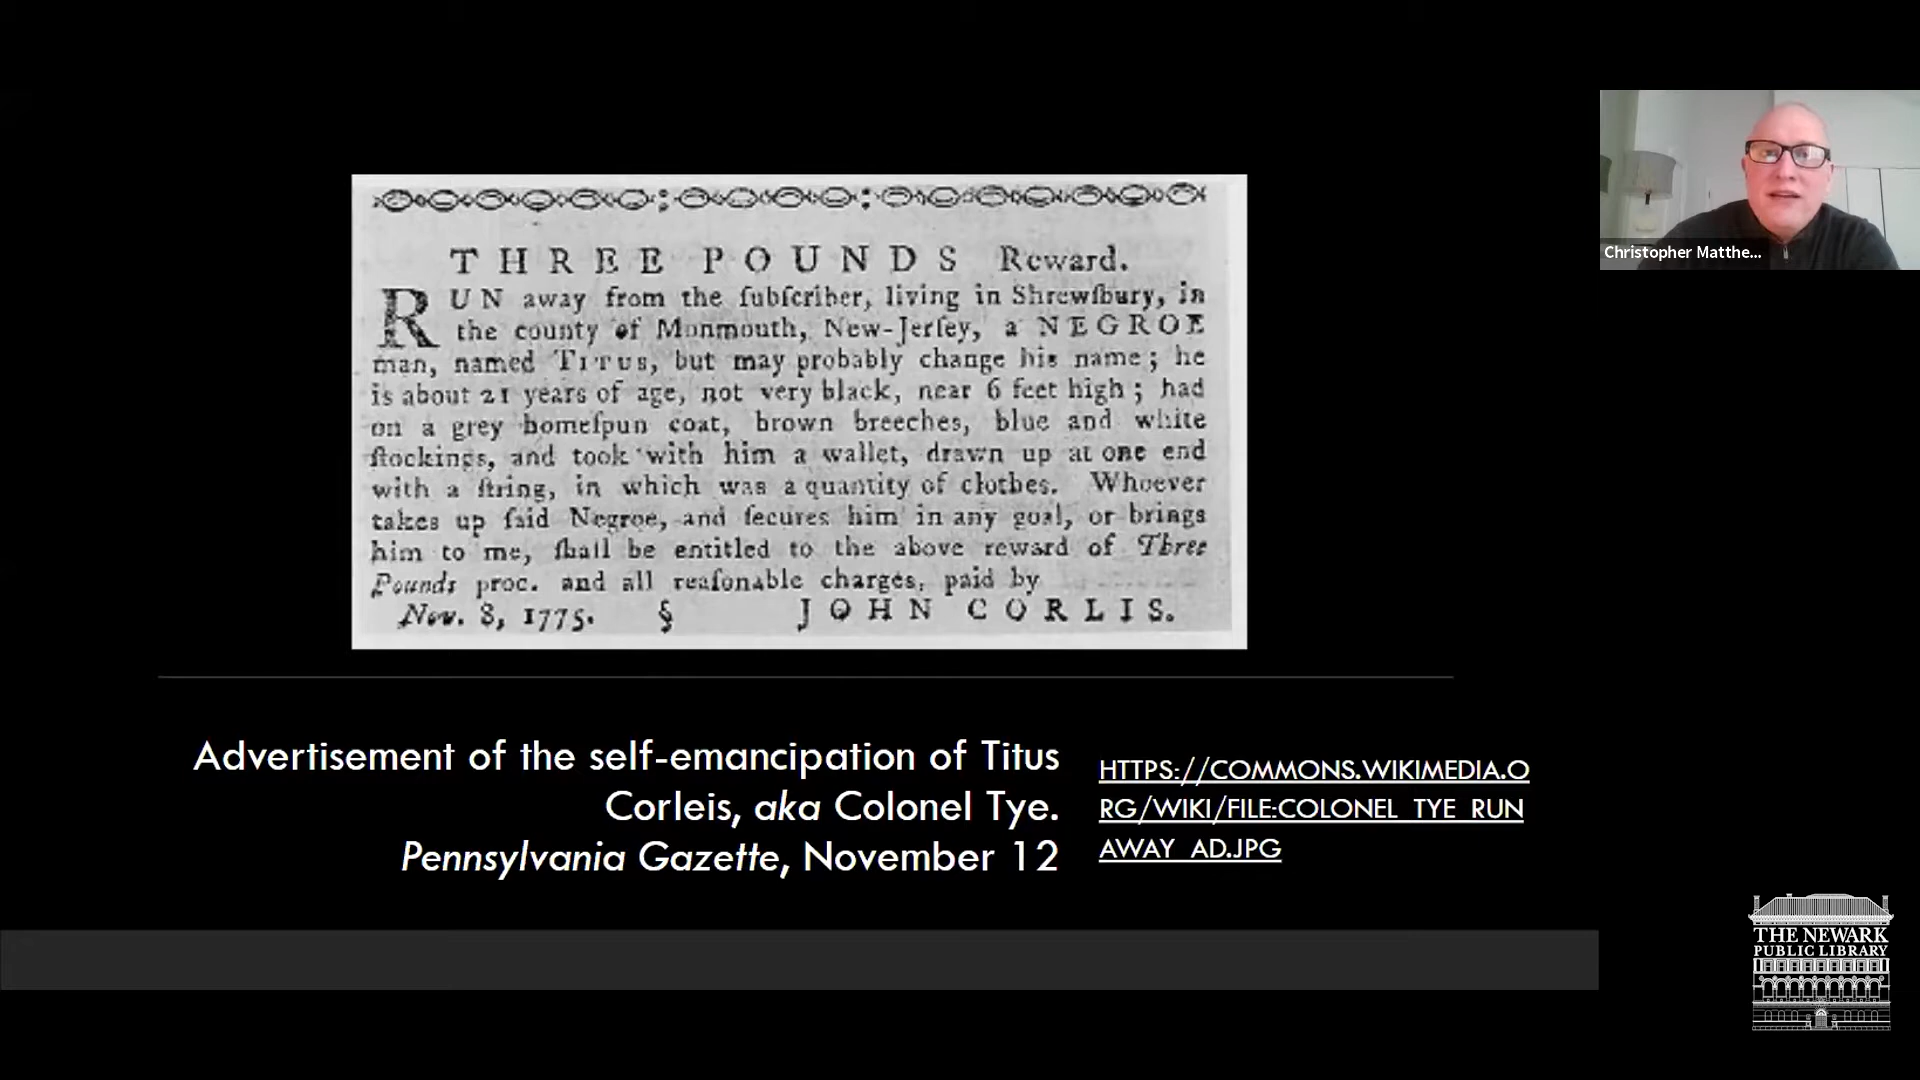 THREE POUNDS Reward.
RUN away from the ſubſcriber, living in Shrewſbury, in
the county of Monmouth, New-Jerſey, a NEGROE
man, named TITUS, but may probably change his name; he
is about 21 years of age, not very black, near 6 feet high; had
on a grey homeſpun coat, brown breeches, blue and white
ſtockings, and took with him a wallet, drawn up at one end
with a ſtring, in which was a quantity of clothes. Whoever
takes up ſaid Negroe, and ſecures him in any goal, or brings
him to me, ſhall be entitled to the above reward of Three
Pounds proc. and all reaſonable charges, paid by
Nov. 8, 1775. § JOHN CORLIS.
Advertisement of the self-emancipation of Titus
Corleis, aka Colonel Tye.
Pennsylvania Gazette, November 12
HTTPS://COMMONS.WIKIMEDIA.O
RG/WIKI/FILE:COLONEL_TYE_RUN
AWAY_AD.JPG
Christopher Matthe...
THE NEWARK
PUBLIC LIBRARY